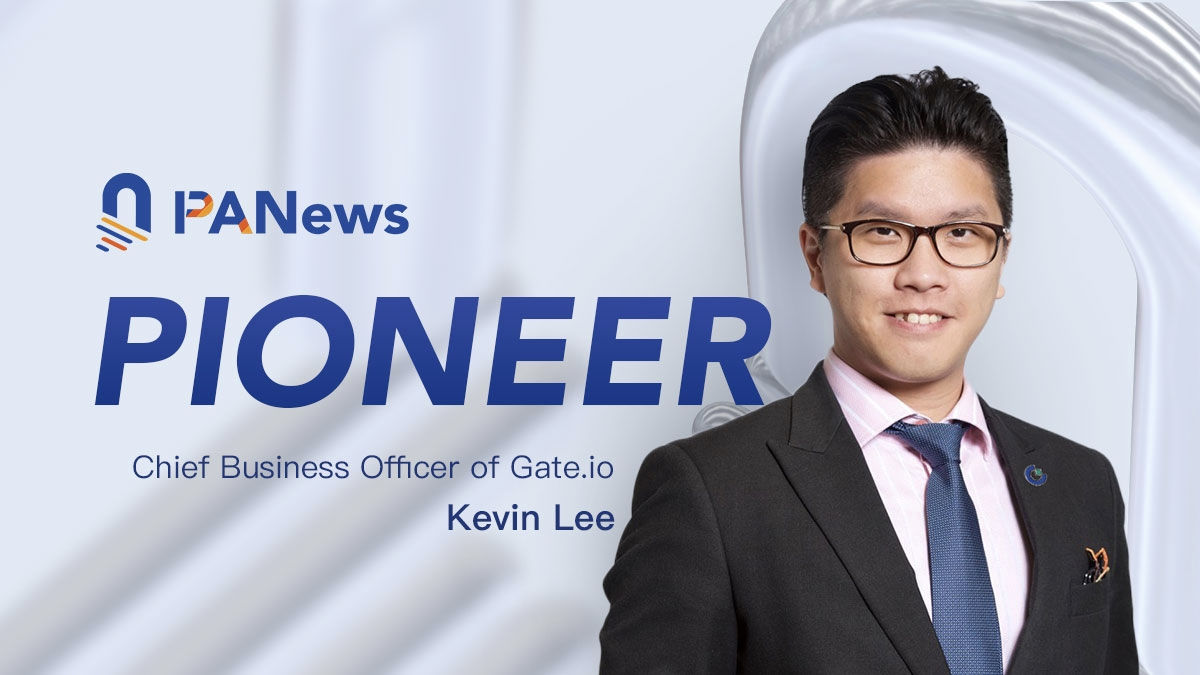 PANews
PIONEER
Chief Business Officer of Gate.io
Kevin Lee